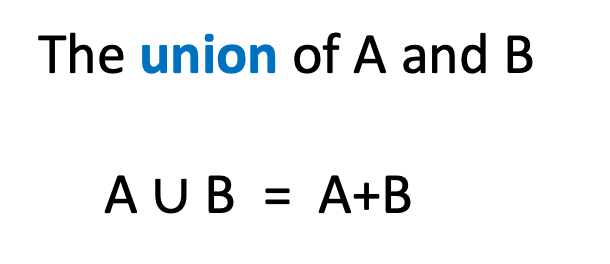 The union of A and B
A ∪ B = A+B